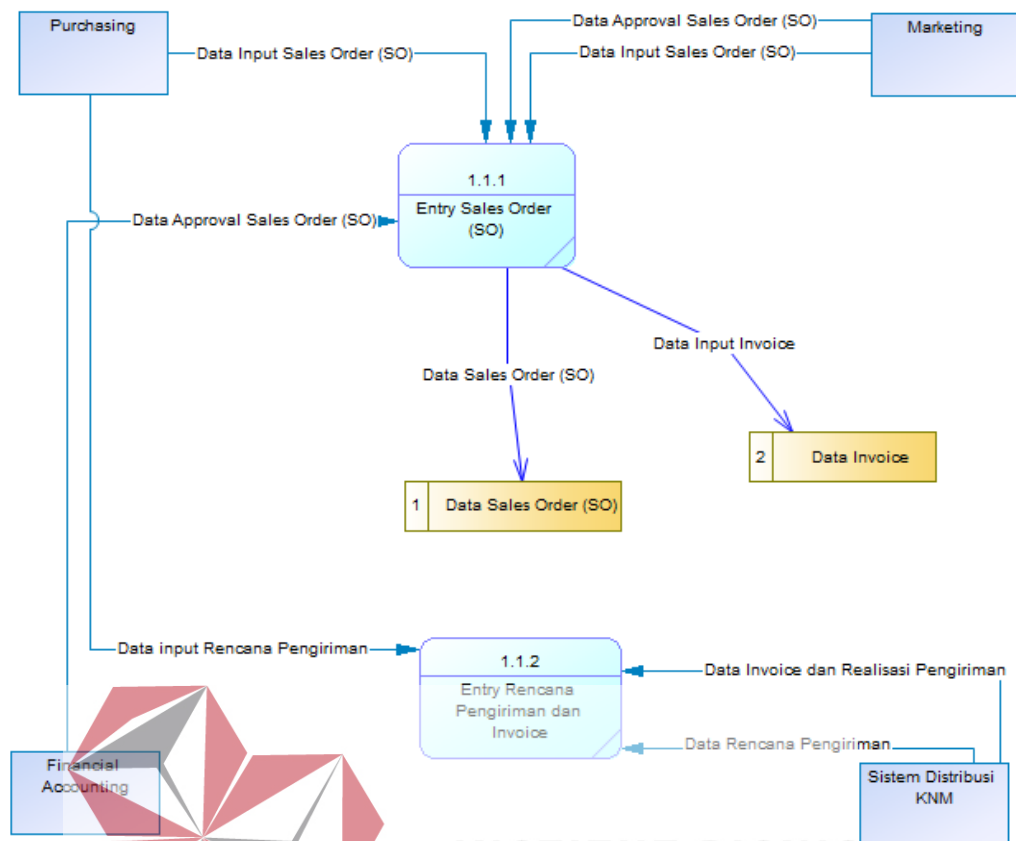 Purchasing
Data Approval Sales Order (SO)
Marketing
Data Input Sales Order (SO)
Data Input Sales Order (SO)
1.1.1
Entry Sales Order
(SO)
Data Approval Sales Order (SO)
Data Input Invoice
Data Sales Order (SO)
2
Data Invoice
1
Data Sales Order (SO)
Data input Rencana Pengiriman
1.1.2
Entry Rencana
Pengiriman dan
Invoice
Data Invoice dan Realisasi Pengiriman
Data Rencana Pengiriman
Financial
Accounting
Sistem Distribusi
KNM